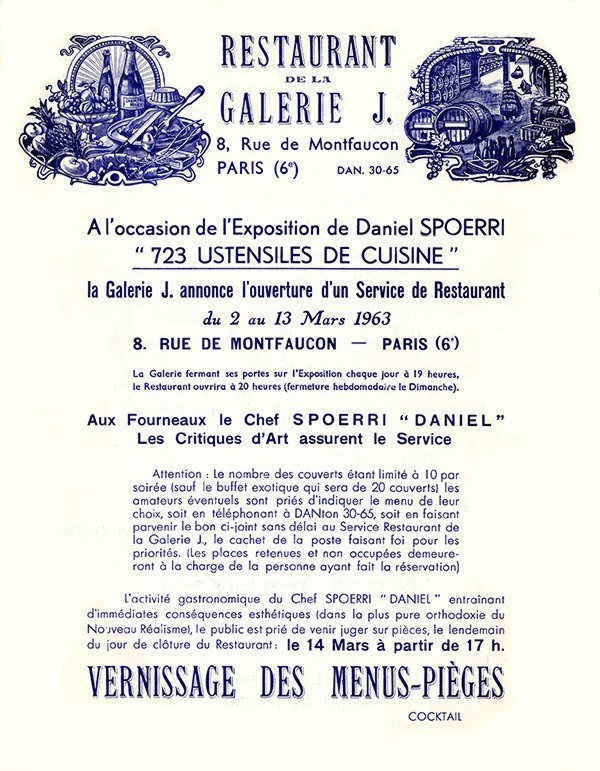 RESTAURANT
DE LA
GALERIE J.
8, Rue de Montfaucon
PARIS (6e) DAN. 30-65
A l'occasion de l'Exposition de Daniel SPOERRI
" 723 USTENSILES DE CUISINE "
la Galerie J. annonce l'ouverture d'un Service de Restaurant
du 2 au 13 Mars 1963
8. RUE DE MONTFAUCON — PARIS (6e)
La Galerie fermant ses portes sur l'Exposition chaque jour à 19 heures,
le Restaurant ouvrira à 20 heures (fermeture hebdomadaire le Dimanche).
Aux Fourneaux le Chef SPOERRI "DANIEL"
Les Critiques d'Art assurent le Service
Attention : Le nombre des couverts étant limité à 10 par
soirée (sauf le buffet exotique qui sera de 20 couverts) les
amateurs éventuels sont priés d'indiquer le menu de leur
choix, soit en téléphonant à DANton 30-65, soit en faisant
parvenir le bon ci-joint sans délai au Service Restaurant de
la Galerie J., le cachet de la poste faisant foi pour les
priorités. (Les places retenues et non occupées demeure-
ront à la charge de la personne ayant fait la réservation)
L'activité gastronomique du Chef SPOERRI "DANIEL" entraînant
d'immédiates conséquences esthétiques (dans la plus pure orthodoxie du
Nouveau Réalisme), le public est prié de venir juger sur pièces, le lendemain
du jour de clôture du Restaurant : le 14 Mars à partir de 17 h.
VERNISSAGE DES MENUS-PIÈGES
COCKTAIL